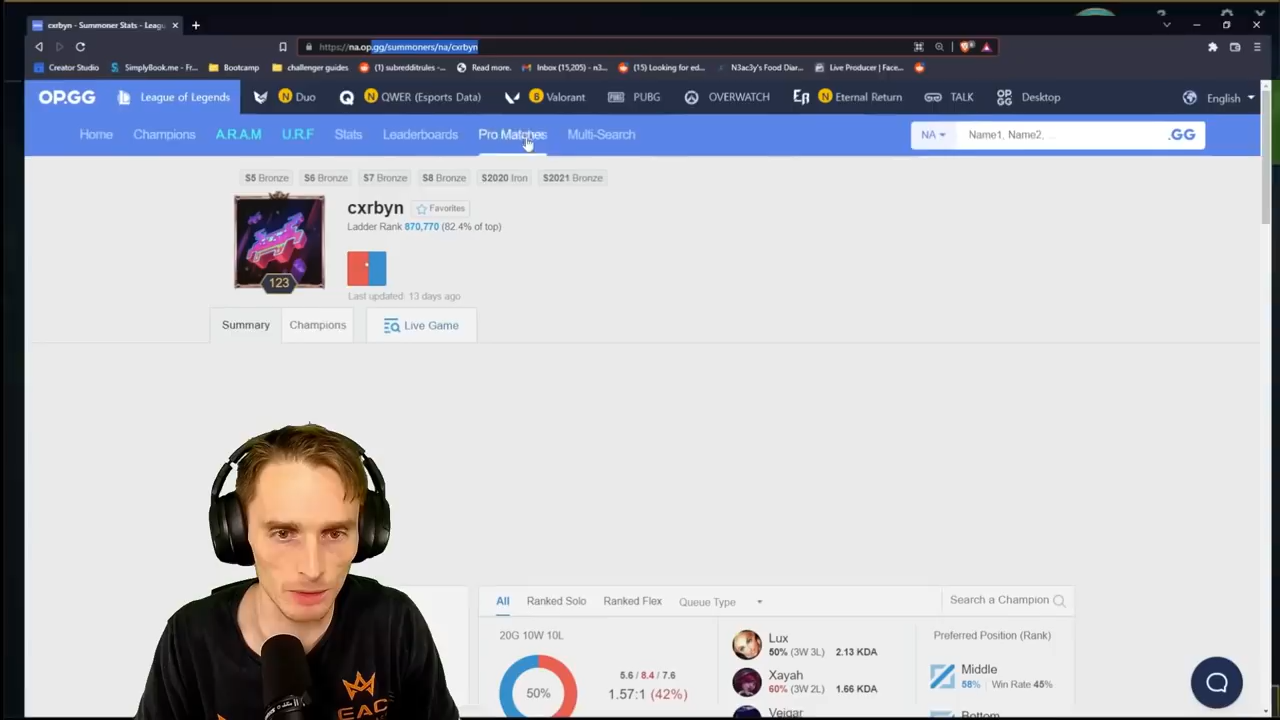 cxrbyn - Summoner Stats - Leagu
https://na.op.gg/summoners/na/cxrbyn
Creator Studio
SimplyBook.me - Fr...
Bootcamp
challenger guides
(1) subredditrules -...
Read more.
Inbox (15,205) - n3...
(15) Looking for ed...
N3ac3y's Food Diar...
Live Producer | Face...
OP.GG
League of Legends
N Duo
N QWER (Esports Data)
B Valorant
PUBG
OVERWATCH
N Eternal Return
TALK
Desktop
English
Home
Champions
A.R.A.M
U.R.F
Stats
Leaderboards
Pro Matches
Multi-Search
NA
Name1, Name2, ...
.GG
S5 Bronze
S6 Bronze
S7 Bronze
S8 Bronze
S2020 Iron
S2021 Bronze
cxrbyn
Favorites
Ladder Rank 870,770 (82.4% of top)
123
Last updated: 13 days ago
Summary
Champions
Live Game
All
Ranked Solo
Ranked Flex
Queue Type
Search a Champion
20G 10W 10L
50%
5.6 / 8.4 / 7.6
1.57:1 (42%)
Lux
50% (3W 3L)
2.13 KDA
Xayah
60% (3W 2L)
1.66 KDA
Veigar
Preferred Position (Rank)
Middle
58%
Win Rate 45%
Bottom